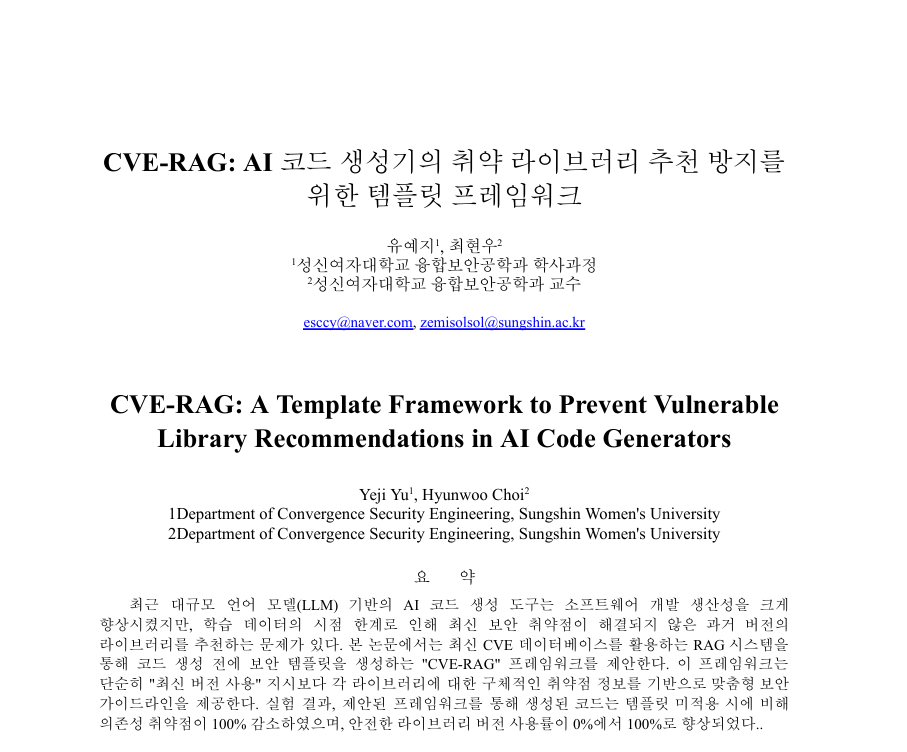 CVE-RAG: AI 코드 생성기의 취약 라이브러리 추천 방지를
위한 템플릿 프레임워크
유예지¹, 최현우²
¹성신여자대학교 융합보안공학과 학사과정
²성신여자대학교 융합보안공학과 교수
esccv@naver.com, zemisolsol@sungshin.ac.kr
CVE-RAG: A Template Framework to Prevent Vulnerable
Library Recommendations in AI Code Generators
Yeji Yu¹, Hyunwoo Choi²
1Department of Convergence Security Engineering, Sungshin Women's University
2Department of Convergence Security Engineering, Sungshin Women's University
요 약
최근 대규모 언어 모델(LLM) 기반의 AI 코드 생성 도구는 소프트웨어 개발 생산성을 크게
향상시켰지만, 학습 데이터의 시점 한계로 인해 최신 보안 취약점이 해결되지 않은 과거 버전의
라이브러리를 추천하는 문제가 있다. 본 논문에서는 최신 CVE 데이터베이스를 활용하는 RAG 시스템을
통해 코드 생성 전에 보안 템플릿을 생성하는 "CVE-RAG" 프레임워크를 제안한다. 이 프레임워크는
단순히 "최신 버전 사용" 지시보다 각 라이브러리에 대한 구체적인 취약점 정보를 기반으로 맞춤형 보안
가이드라인을 제공한다. 실험 결과, 제안된 프레임워크를 통해 생성된 코드는 템플릿 미적용 시에 비해
의존성 취약점이 100% 감소하였으며, 안전한 라이브러리 버전 사용률이 0%에서 100%로 향상되었다..